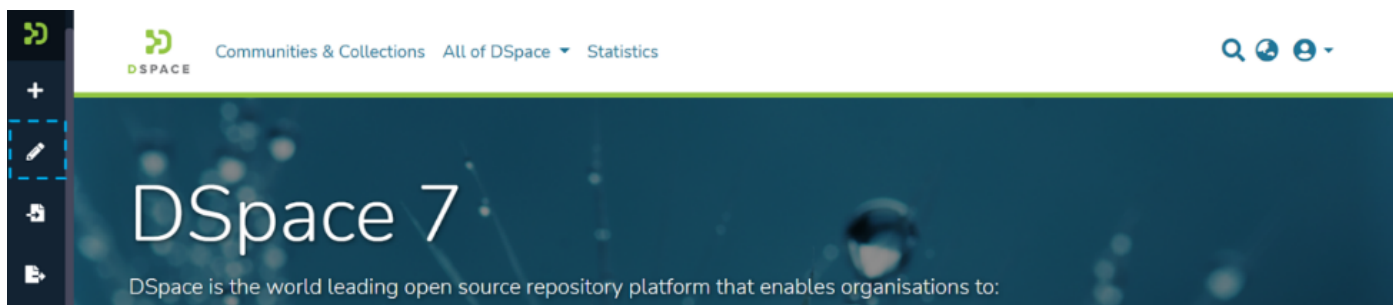 DSPACE
Communities & Collections All of DSpace Statistics
DSpace 7
DSpace is the world leading open source repository platform that enables organisations to: